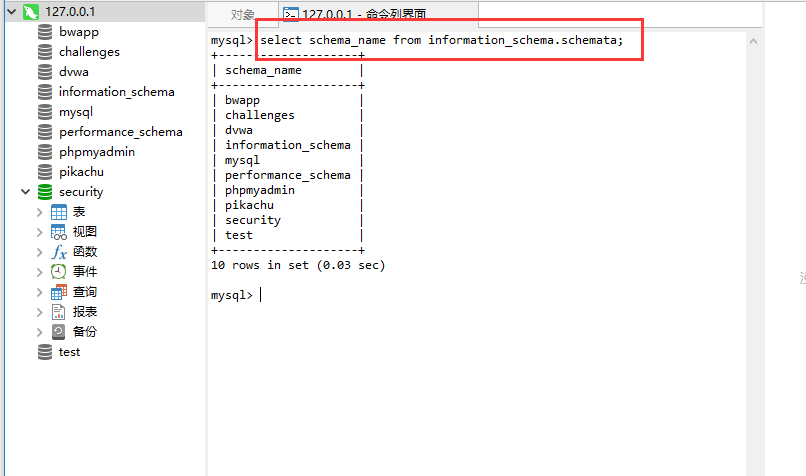 127.0.0.1
bwapp
challenges
dvwa
information_schema
mysql
performance_schema
phpmyadmin
pikachu
security
表
视图
fx 函数
事件
查询
报表
备份
test
对象
127.0.0.1 - 命令列界面
mysql> select schema_name from information_schema.schemata;
+--------------------+
| schema_name        |
+--------------------+
| bwapp              |
| challenges         |
| dvwa               |
| information_schema |
| mysql              |
| performance_schema |
| phpmyadmin         |
| pikachu            |
| security           |
| test               |
+--------------------+
10 rows in set (0.03 sec)
mysql>